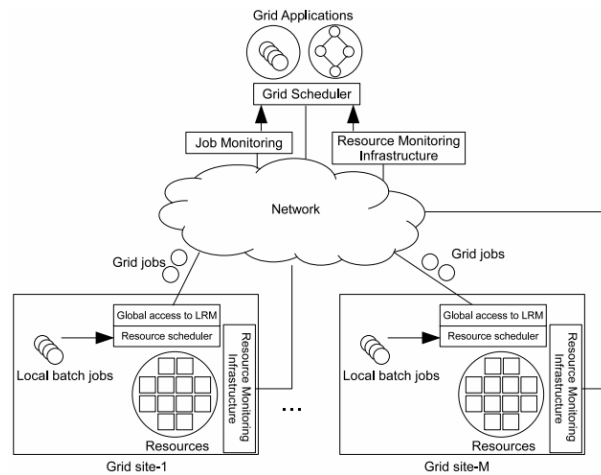 Grid Applications
Grid Scheduler
Job Monitoring
Resource Monitoring
Infrastructure
Network
Grid jobs
Grid jobs
Global access to LRM
Resource scheduler
Local batch jobs
Resources
Resource Monitoring
Infrastructure
Grid site-1
...
Global access to LRM
Resource scheduler
Local batch jobs
Resources
Resource Monitoring
Infrastructure
Grid site-M